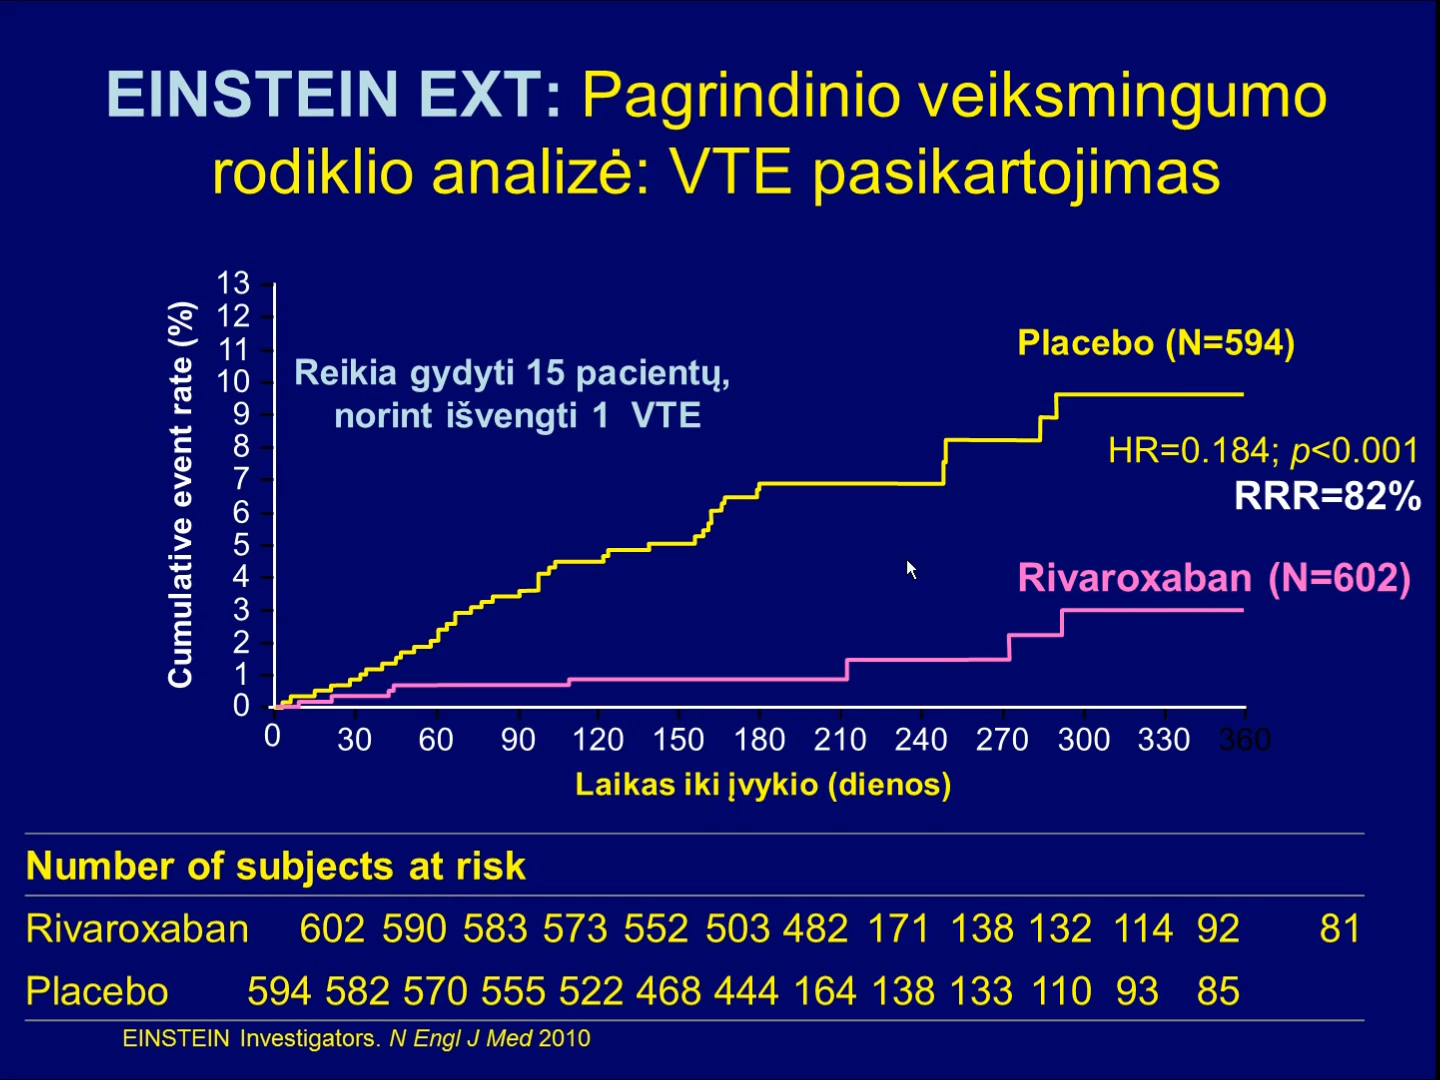 EINSTEIN EXT: Pagrindinio veiksmingumo
rodiklio analizė: VTE pasikartojimas
Cumulative event rate (%)
13
12
11
10
9
8
7
6
5
4
3
2
1
0
Reikia gydyti 15 pacientų,
norint išvengti 1 VTE
Placebo (N=594)
HR=0.184; p<0.001
RRR=82%
Rivaroxaban (N=602)
0 30 60 90 120 150 180 210 240 270 300 330 360
Laikas iki įvykio (dienos)
Number of subjects at risk
Rivaroxaban 602 590 583 573 552 503 482 171 138 132 114 92 81
Placebo 594 582 570 555 522 468 444 164 138 133 110 93 85
EINSTEIN Investigators. N Engl J Med 2010